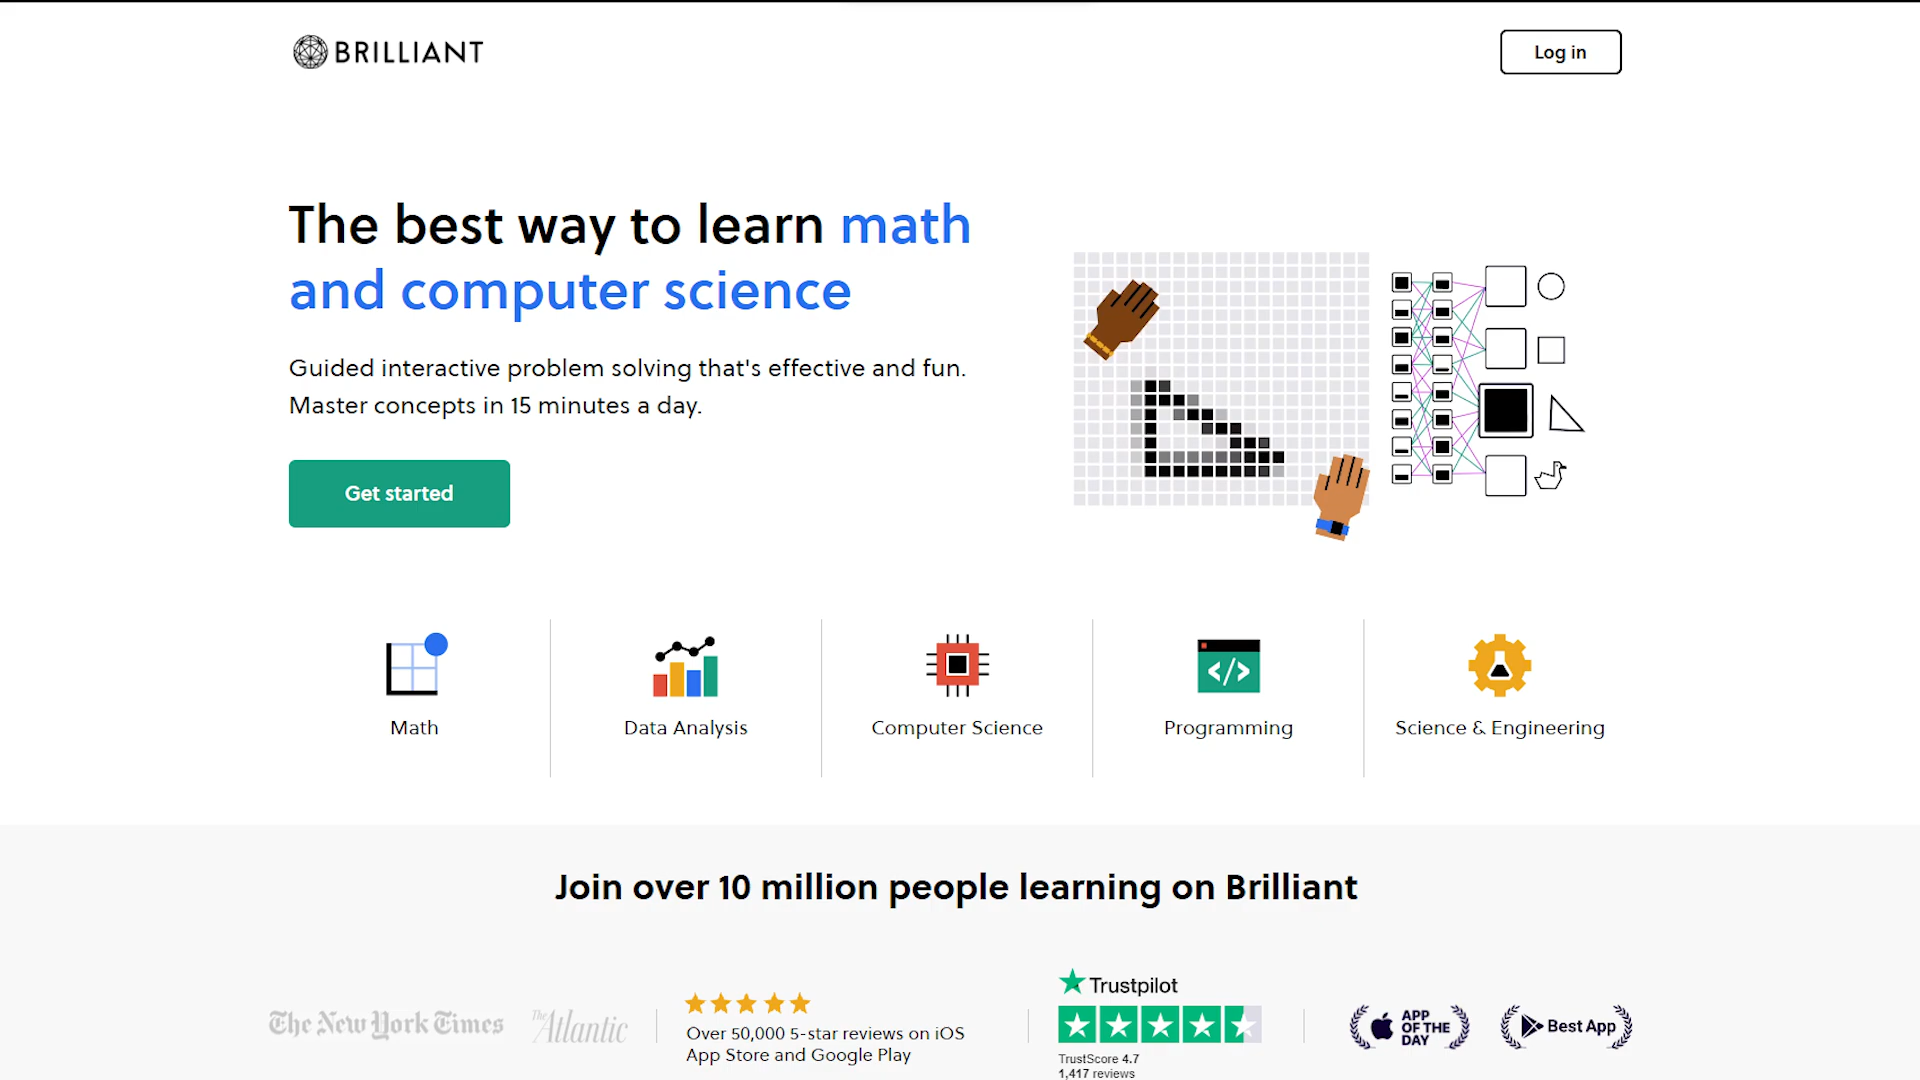 BRILLIANT
Log in
The best way to learn math
and computer science
Guided interactive problem solving that's effective and fun.
Master concepts in 15 minutes a day.
Get started
Math
Data Analysis
Computer Science
</>
Programming
Science & Engineering
Join over 10 million people learning on Brilliant
The New York Times
The Atlantic
Over 50,000 5-star reviews on iOS
App Store and Google Play
Trustpilot
TrustScore 4.7
1,417 reviews
APP
OF THE
DAY
Best App